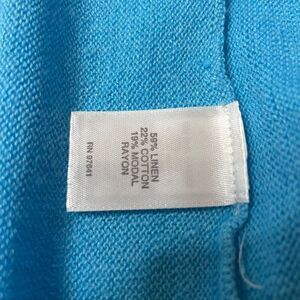 59% LINEN
22% COTTON
19% MODAL
RAYON
RN 97641